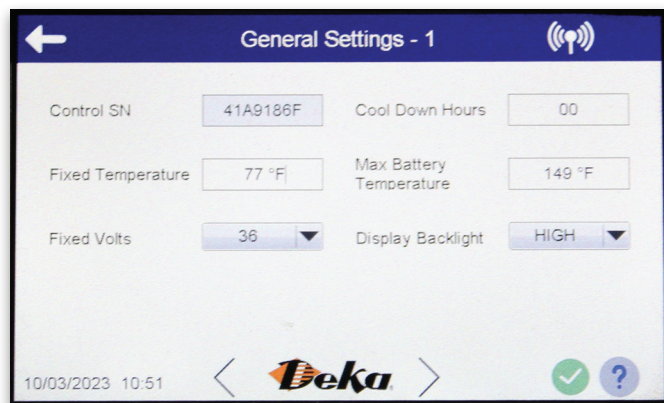 General Settings - 1
Control SN 41A9186F Cool Down Hours 00
Fixed Temperature 77 °F Max Battery
Temperature 149 °F
Fixed Volts 36 Display Backlight HIGH
10/03/2023 10:51 Deka ?